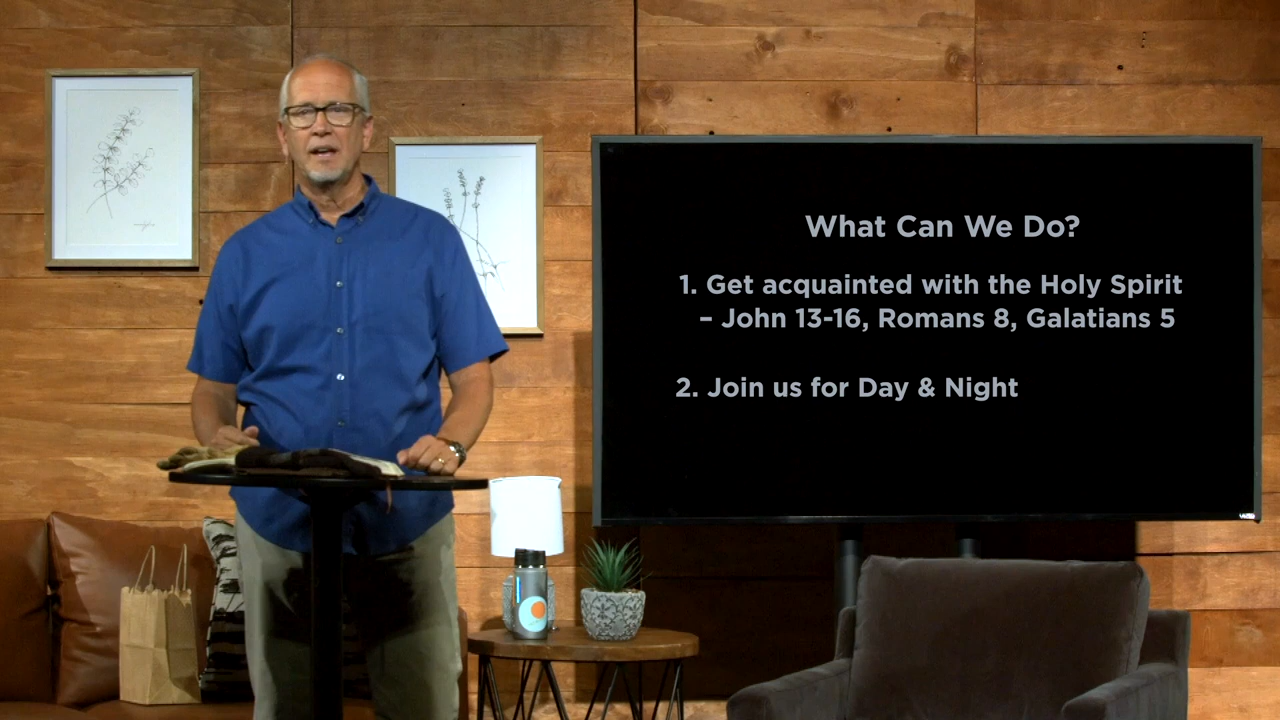 What Can We Do?
1. Get acquainted with the Holy Spirit
– John 13-16, Romans 8, Galatians 5
2. Join us for Day & Night